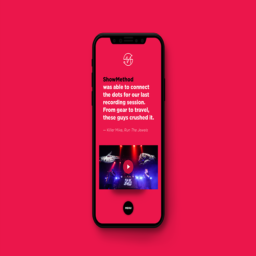 ShowMethod
was able to connect
the dots for our last
recording session.
From gear to travel,
these guys crushed it.